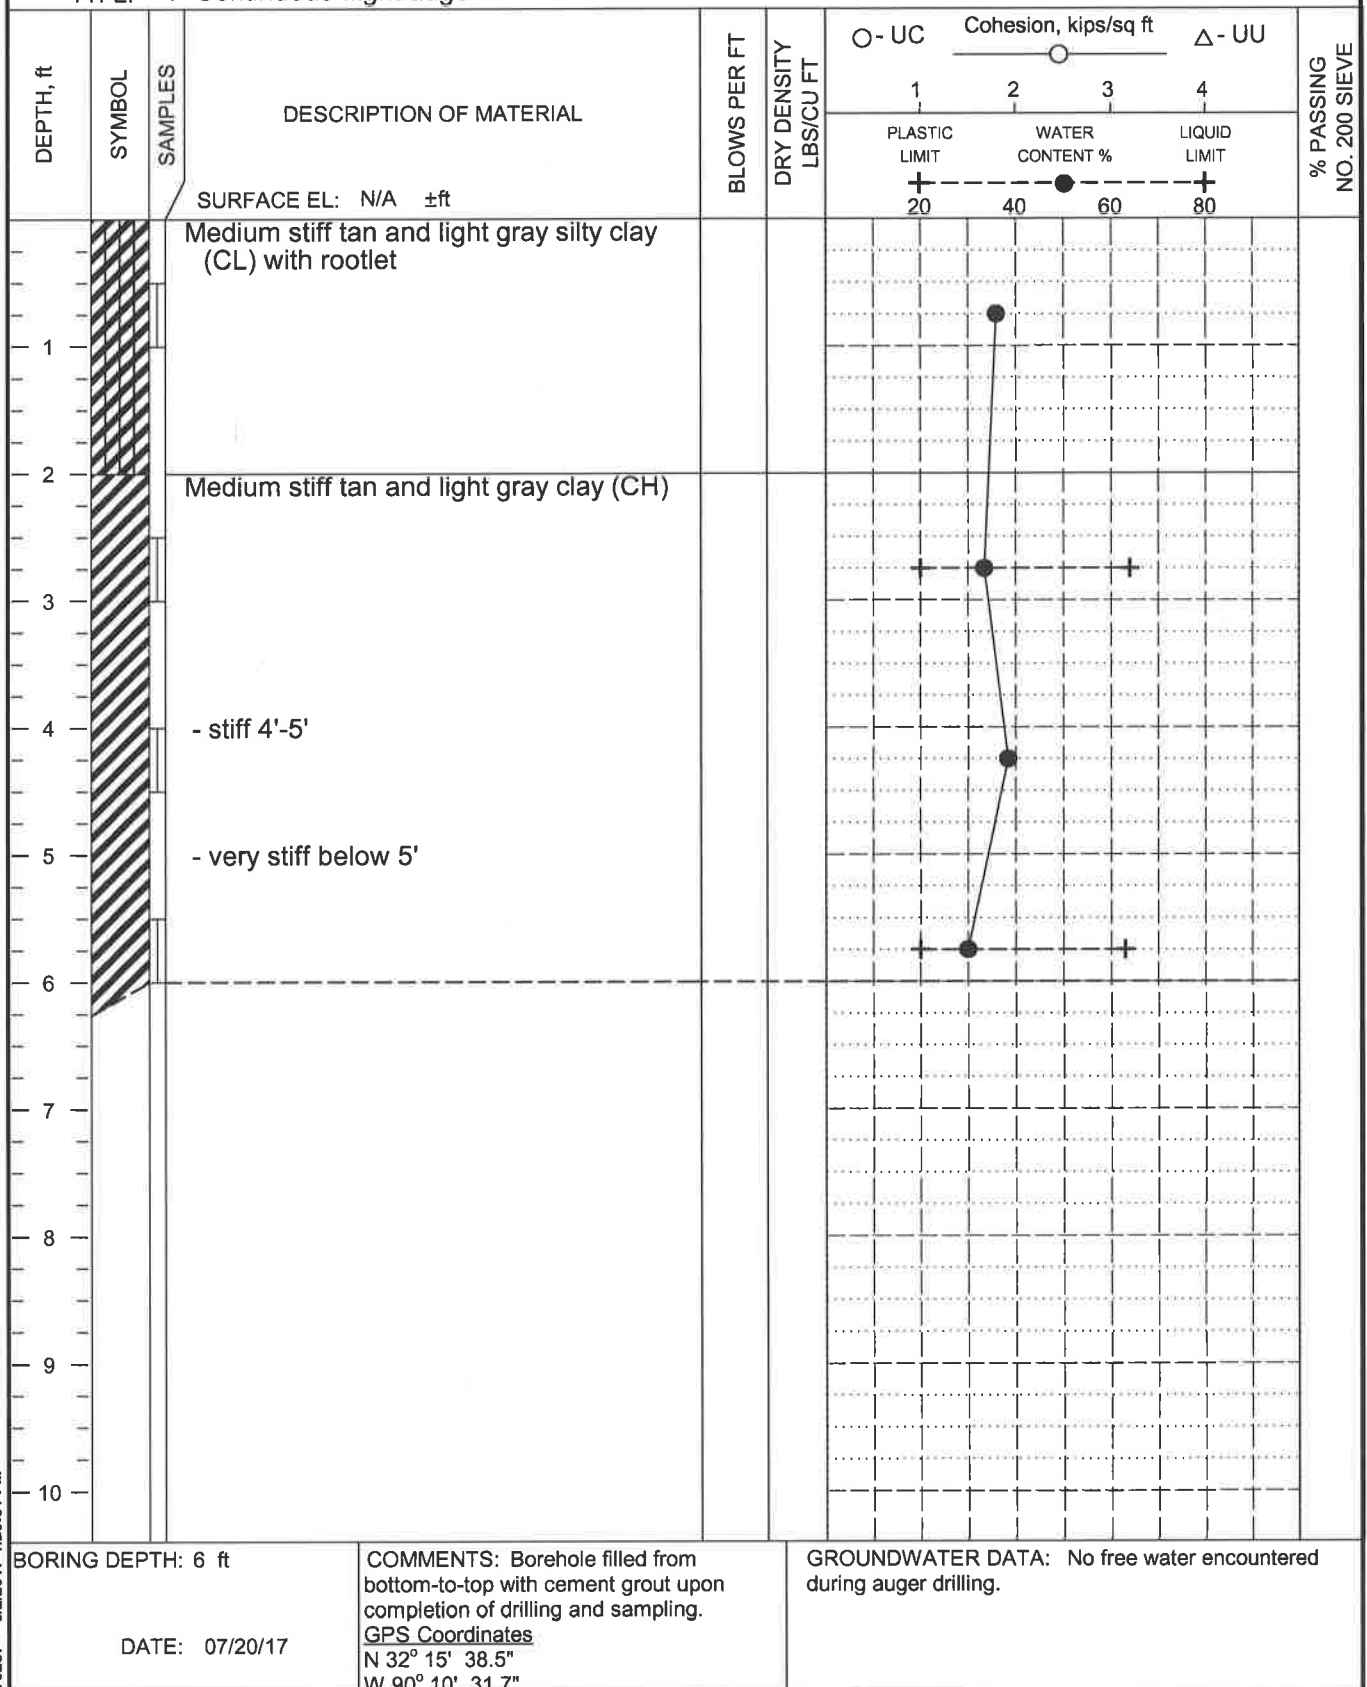 DEPTH, ft
SYMBOL
SAMPLES
DESCRIPTION OF MATERIAL
SURFACE EL: N/A ±ft
BLOWS PER FT
DRY DENSITY
LBS/CU FT
O - UC
Cohesion, kips/sq ft
△ - UU
1 2 3 4
PLASTIC
LIMIT
WATER
CONTENT %
LIQUID
LIMIT
20 40 60 80
% PASSING
NO. 200 SIEVE
Medium stiff tan and light gray silty clay
(CL) with rootlet
1
2
Medium stiff tan and light gray clay (CH)
3
4
- stiff 4'-5'
5
- very stiff below 5'
6
7
8
9
10
BORING DEPTH: 6 ft
DATE: 07/20/17
COMMENTS: Borehole filled from
bottom-to-top with cement grout upon
completion of drilling and sampling.
GPS Coordinates
N 32° 15' 38.5"
W 90° 10' 31.7"
GROUNDWATER DATA: No free water encountered
during auger drilling.